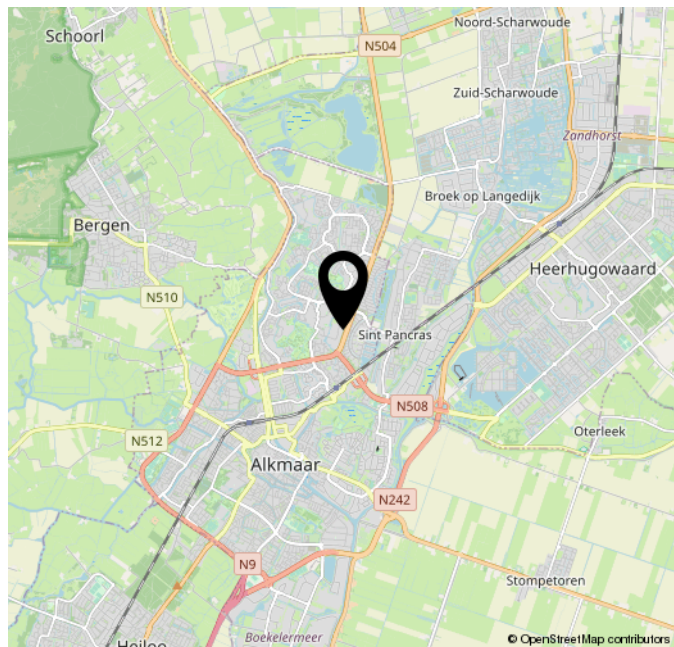 Noord-Scharwoude
Schoorl
N504
Zuid-Scharwoude
Zandhorst
Broek op Langedijk
Bergen
Heerhugowaard
N510
Sint Pancras
N508
Oterleek
N512
Alkmaar
N242
N9
Stompetoren
Boekelermeer
Heiloo
© OpenStreetMap contributors